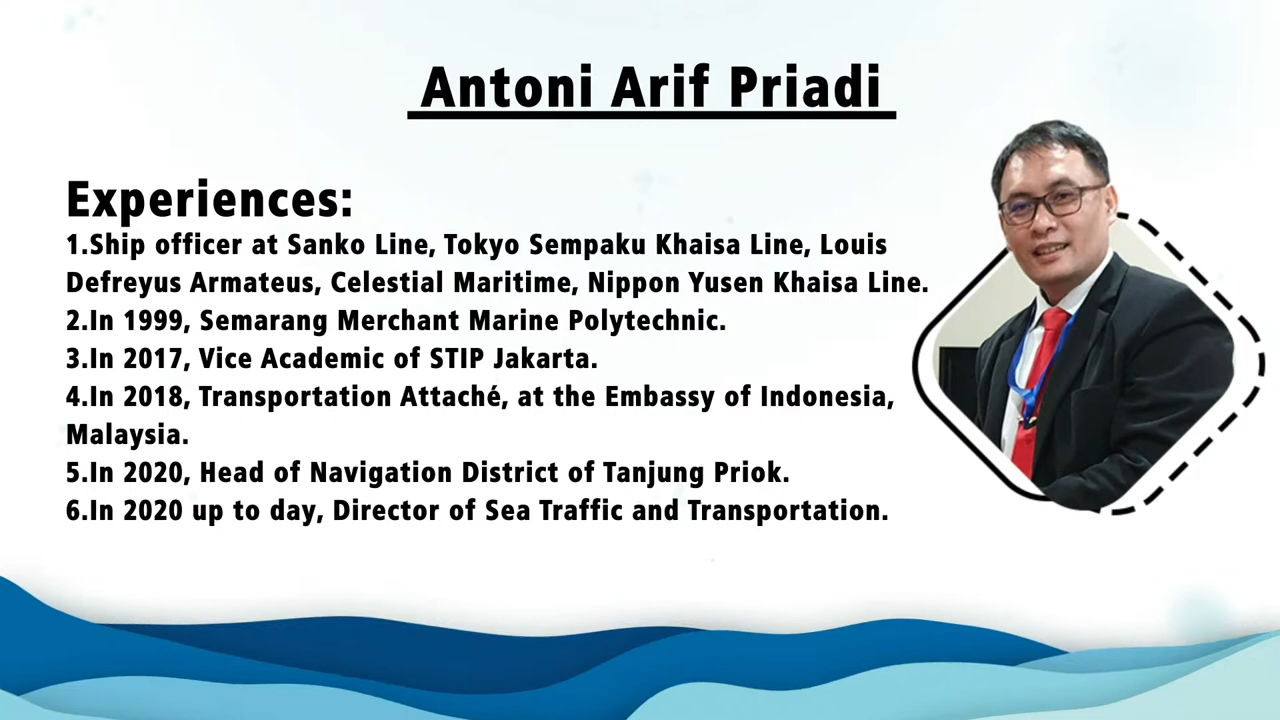 Antoni Arif Priadi
Experiences:
1.Ship officer at Sanko Line, Tokyo Sempaku Khaisa Line, Louis
Defreyus Armateus, Celestial Maritime, Nippon Yusen Khaisa Line.
2.In 1999, Semarang Merchant Marine Polytechnic.
3.In 2017, Vice Academic of STIP Jakarta.
4.In 2018, Transportation Attaché, at the Embassy of Indonesia,
Malaysia.
5.In 2020, Head of Navigation District of Tanjung Priok.
6.In 2020 up to day, Director of Sea Traffic and Transportation.